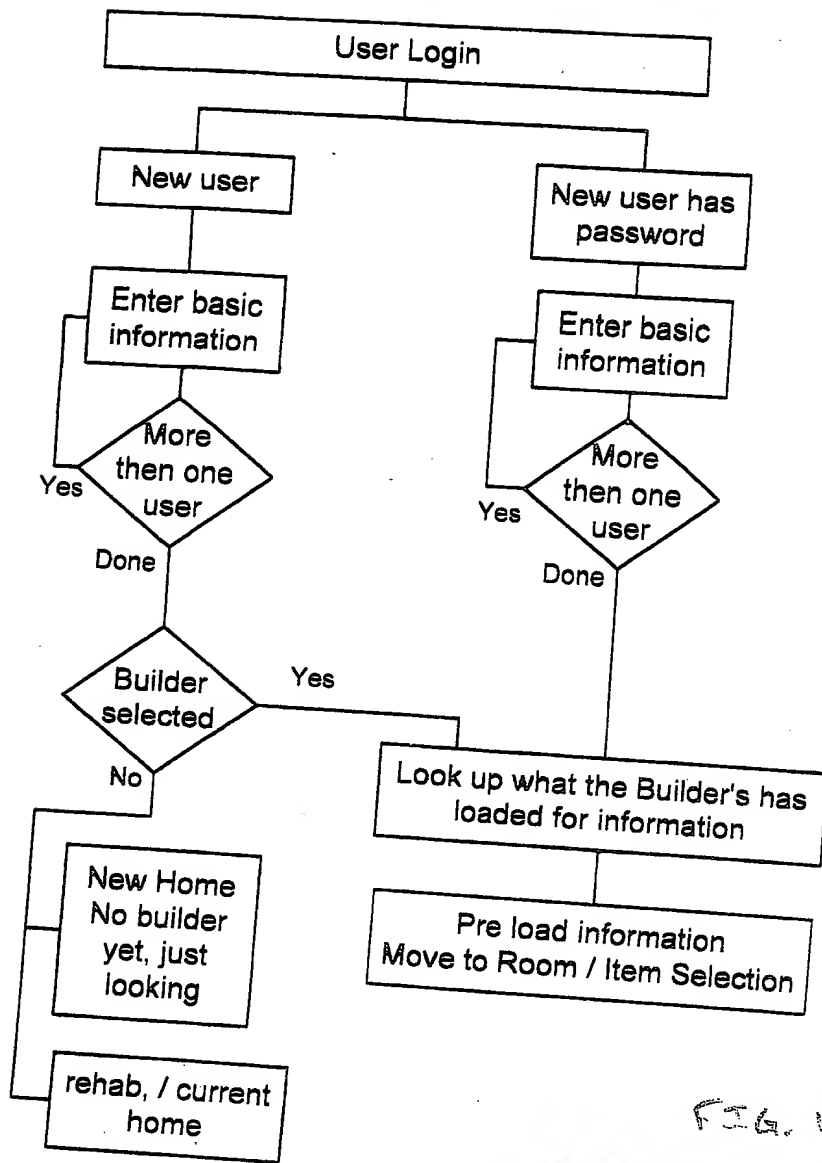 User Login
New user
New user has
password
Enter basic
information
Enter basic
information
More
then one
user
Yes
Done
More
then one
user
Yes
Done
Builder
selected
Yes
No
Look up what the Builder's has
loaded for information
New Home
No builder
yet, just
looking
Pre load information
Move to Room / Item Selection
rehab, / current
home
FIG.